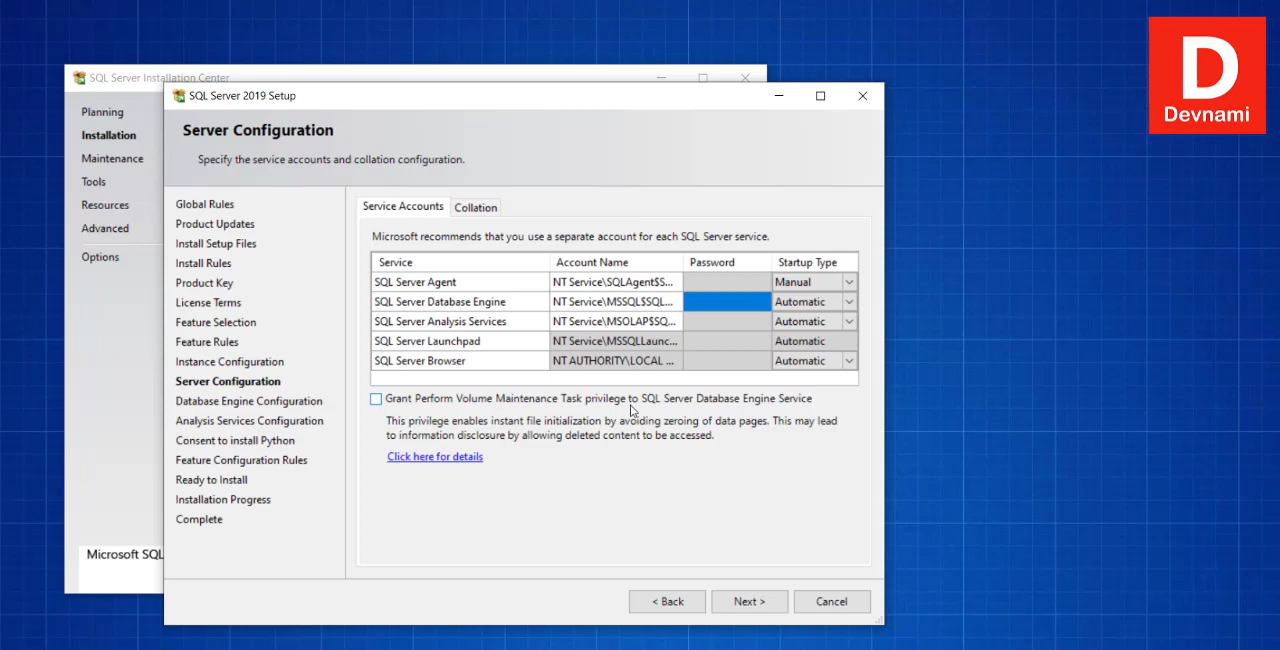 D
Devnami
SQL Server Installation Center
Planning
Installation
Maintenance
Tools
Resources
Advanced
Options
Microsoft SQL
SQL Server 2019 Setup
Server Configuration
Specify the service accounts and collation configuration.
Global Rules
Product Updates
Install Setup Files
Install Rules
Product Key
License Terms
Feature Selection
Feature Rules
Instance Configuration
Server Configuration
Database Engine Configuration
Analysis Services Configuration
Consent to install Python
Feature Configuration Rules
Ready to Install
Installation Progress
Complete
Service Accounts Collation
Microsoft recommends that you use a separate account for each SQL Server service.
Service Account Name Password Startup Type
SQL Server Agent NT Service\SQLAgent$S... Manual
SQL Server Database Engine NT Service\MSSQL$SQL... Automatic
SQL Server Analysis Services NT Service\MSOLAP$SQ... Automatic
SQL Server Launchpad NT Service\MSSQLLaunc... Automatic
SQL Server Browser NT AUTHORITY\LOCAL ... Automatic
Grant Perform Volume Maintenance Task privilege to SQL Server Database Engine Service
This privilege enables instant file initialization by avoiding zeroing of data pages. This may lead
to information disclosure by allowing deleted content to be accessed.
Click here for details
< Back Next > Cancel